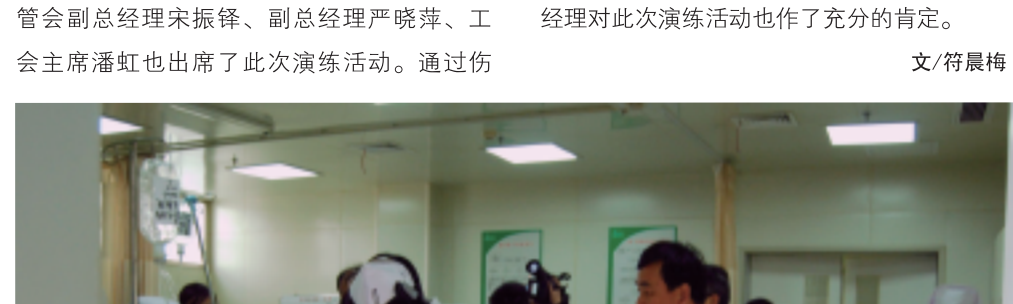 管会副总经理宋振铎、副总经理严晓萍、工
会主席潘虹也出席了此次演练活动。通过伤
经理对此次演练活动也作了充分的肯定。
文/符晨梅